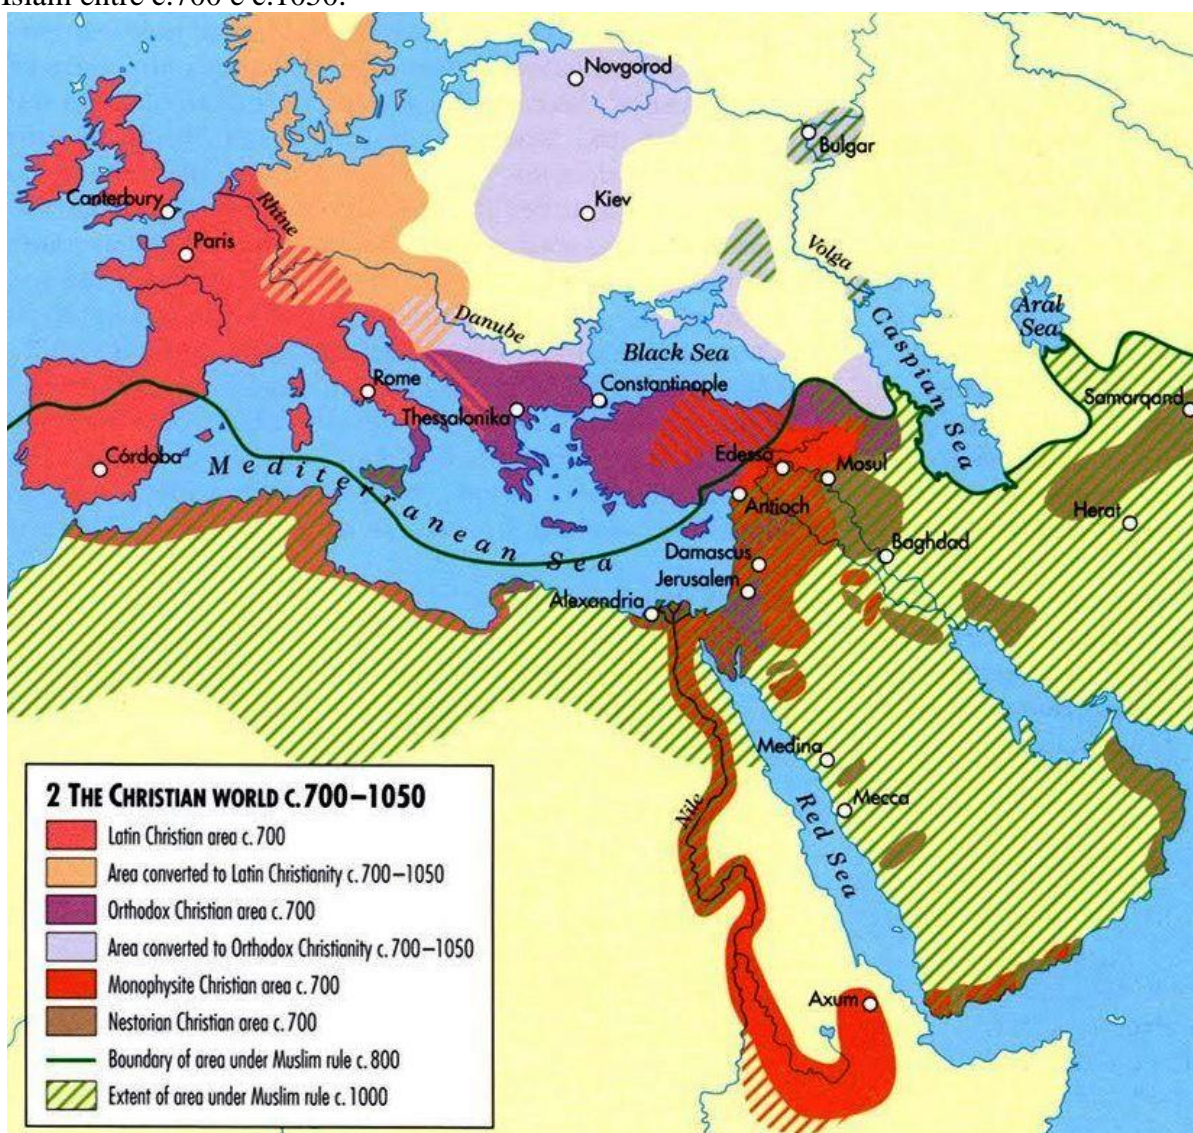 Islam entre c.700 e c.1050.
Novgorod
Bulgar
Canterbury
Kiev
Rhine
Paris
Volga
Danube
Aral
Sea
Caspian Sea
Black Sea
Rome
Constantinople
Samarqand
Thessalonika
Córdoba
Mediterranean Sea
Edessa
Mosul
Antioch
Herat
Baghdad
Damascus
Jerusalem
Alexandria
Medina
Mecca
Nile
Red Sea
Axum
2 THE CHRISTIAN WORLD C.700–1050
Latin Christian area c.700
Area converted to Latin Christianity c.700–1050
Orthodox Christian area c.700
Area converted to Orthodox Christianity c.700–1050
Monophysite Christian area c.700
Nestorian Christian area c.700
Boundary of area under Muslim rule c.800
Extent of area under Muslim rule c.1000